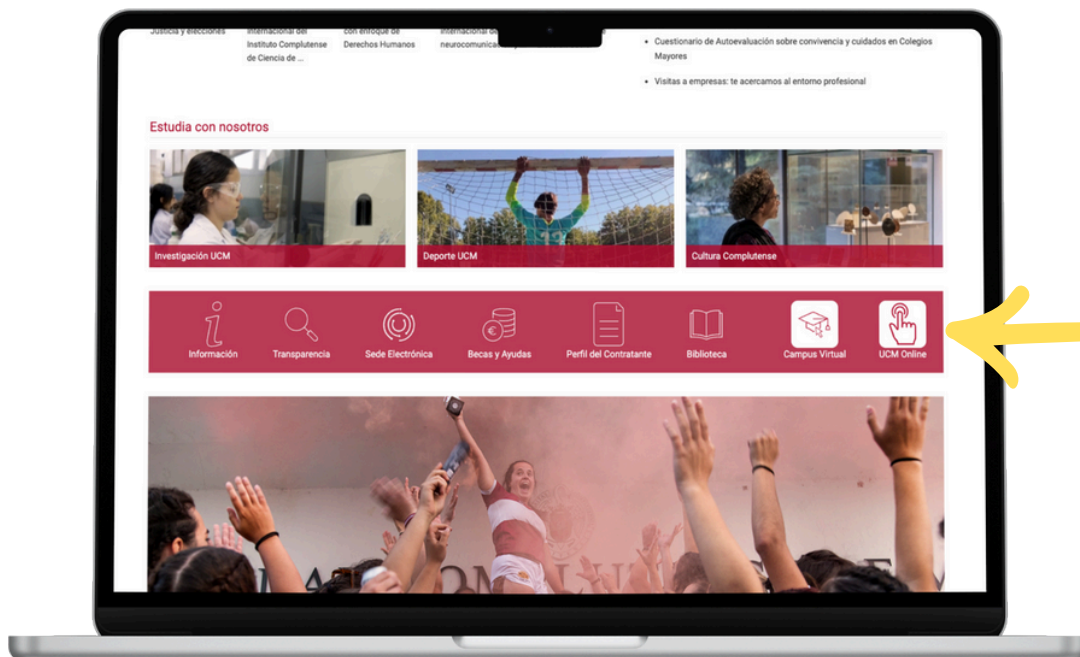 Justicia y elecciones
Internacional del
Instituto Complutense
de Ciencia de ...
con enfoque de
Derechos Humanos
Internacional de
• Cuestionario de Autoevaluación sobre convivencia y cuidados en Colegios
Mayores
• Visitas a empresas: te acercamos al entorno profesional
Estudia con nosotros
Investigación UCM
Deporte UCM
Cultura Complutense
Información
Transparencia
Sede Electrónica
Becas y Ayudas
Perfil del Contratante
Biblioteca
Campus Virtual
UCM Online